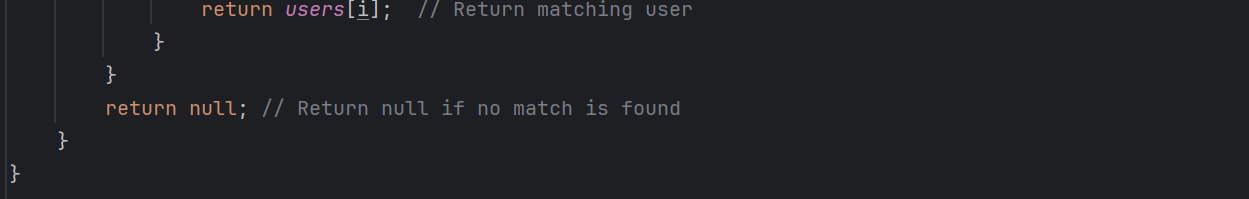 return users[i];  // Return matching user
}
}
return null; // Return null if no match is found
}
}